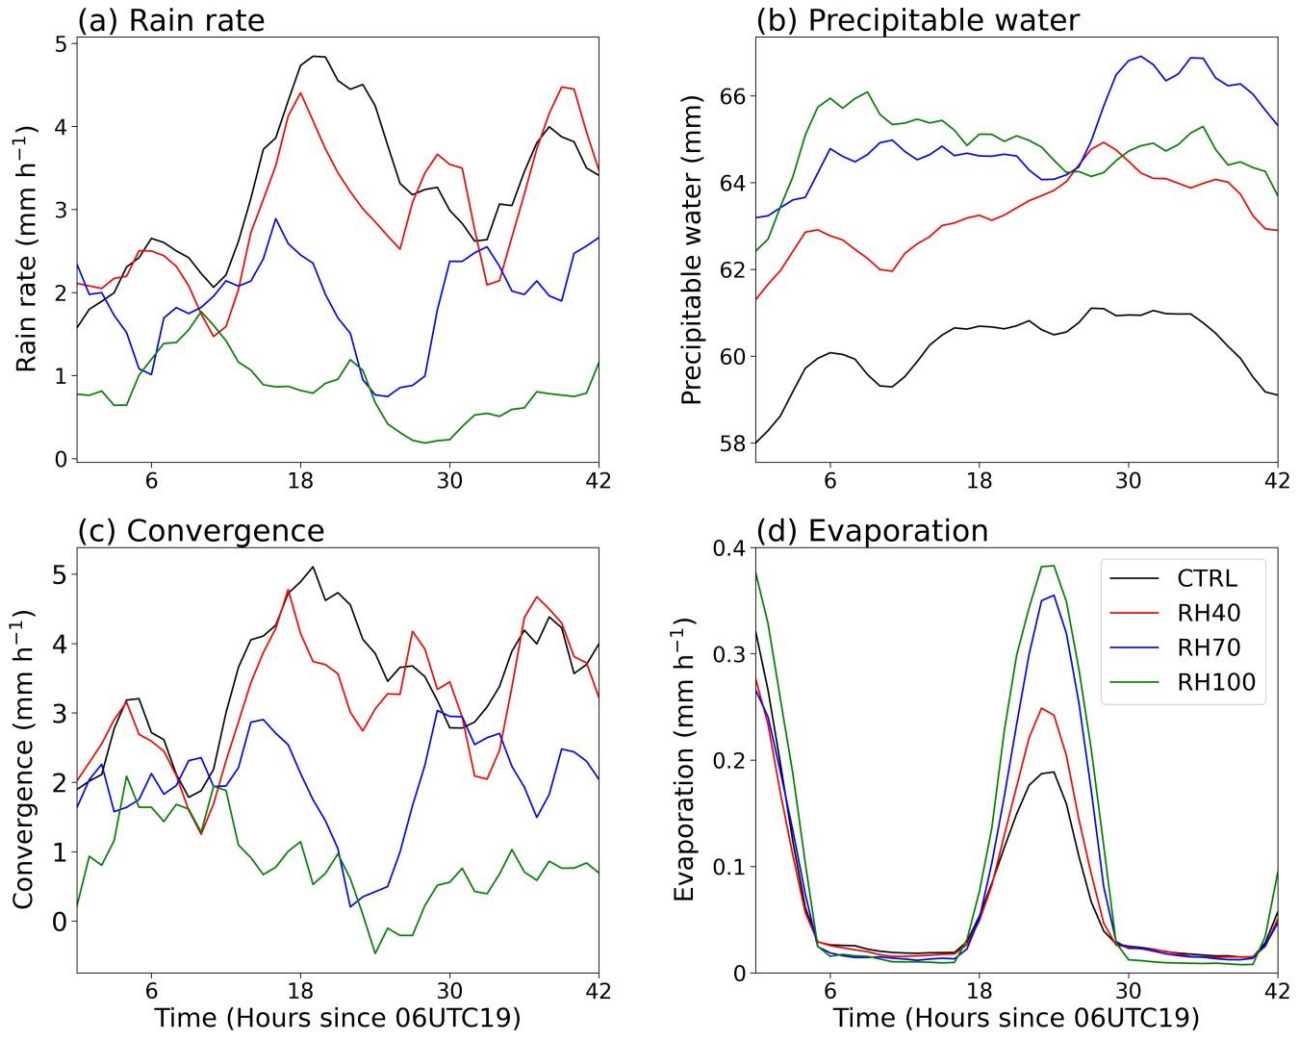 (a) Rain rate
Rain rate (mm h⁻¹)
5
4
3
2
1
0
6 18 30 42
(b) Precipitable water
Precipitable water (mm)
66
64
62
60
58
6 18 30 42
(c) Convergence
Convergence (mm h⁻¹)
5
4
3
2
1
0
6 18 30 42
Time (Hours since 06UTC19)
(d) Evaporation
Evaporation (mm h⁻¹)
0.4
0.3
0.2
0.1
0
CTRL
RH40
RH70
RH100
6 18 30 42
Time (Hours since 06UTC19)